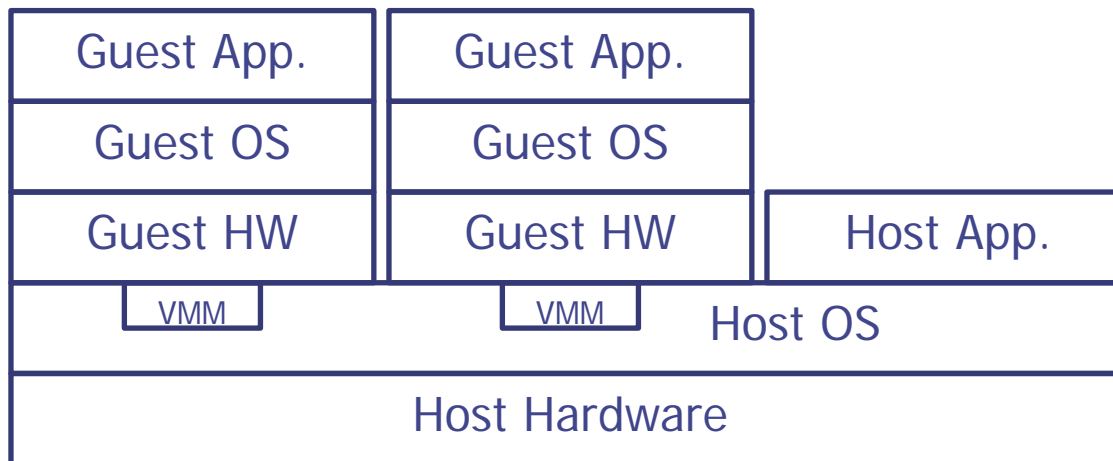 Guest App.
Guest App.
Guest OS
Guest OS
Guest HW
Guest HW
Host App.
VMM
VMM
Host OS
Host Hardware